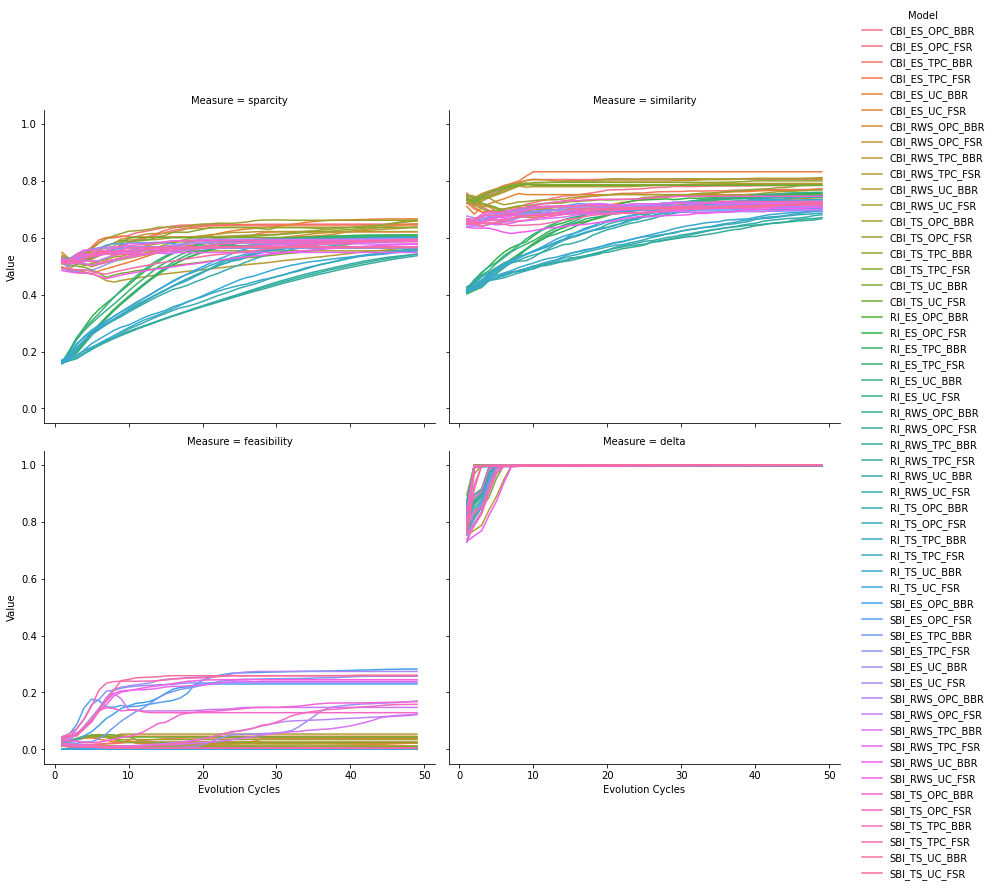 Model
CBI_ES_OPC_BBR
CBI_ES_OPC_FSR
CBI_ES_TPC_BBR
CBI_ES_TPC_FSR
CBI_ES_UC_BBR
CBI_ES_UC_FSR
CBI_RWS_OPC_BBR
CBI_RWS_OPC_FSR
CBI_RWS_TPC_BBR
CBI_RWS_TPC_FSR
CBI_RWS_UC_BBR
CBI_RWS_UC_FSR
CBI_TS_OPC_BBR
CBI_TS_OPC_FSR
CBI_TS_TPC_BBR
CBI_TS_TPC_FSR
CBI_TS_UC_BBR
CBI_TS_UC_FSR
RI_ES_OPC_BBR
RI_ES_OPC_FSR
RI_ES_TPC_BBR
RI_ES_TPC_FSR
RI_ES_UC_BBR
RI_ES_UC_FSR
RI_RWS_OPC_BBR
RI_RWS_OPC_FSR
RI_RWS_TPC_BBR
RI_RWS_TPC_FSR
RI_RWS_UC_BBR
RI_RWS_UC_FSR
RI_TS_OPC_BBR
RI_TS_OPC_FSR
RI_TS_TPC_BBR
RI_TS_TPC_FSR
RI_TS_UC_BBR
RI_TS_UC_FSR
SBI_ES_OPC_BBR
SBI_ES_OPC_FSR
SBI_ES_TPC_BBR
SBI_ES_TPC_FSR
SBI_ES_UC_BBR
SBI_ES_UC_FSR
SBI_RWS_OPC_BBR
SBI_RWS_OPC_FSR
SBI_RWS_TPC_BBR
SBI_RWS_TPC_FSR
SBI_RWS_UC_BBR
SBI_RWS_UC_FSR
SBI_TS_OPC_BBR
SBI_TS_OPC_FSR
SBI_TS_TPC_BBR
SBI_TS_TPC_FSR
SBI_TS_UC_BBR
SBI_TS_UC_FSR
Measure = sparcity
1.0
0.8
0.6
0.4
0.2
0.0
Value
Measure = similarity
Measure = feasibility
1.0
0.8
0.6
0.4
0.2
0.0
Value
0 10 20 30 40 50
Evolution Cycles
Measure = delta
0 10 20 30 40 50
Evolution Cycles